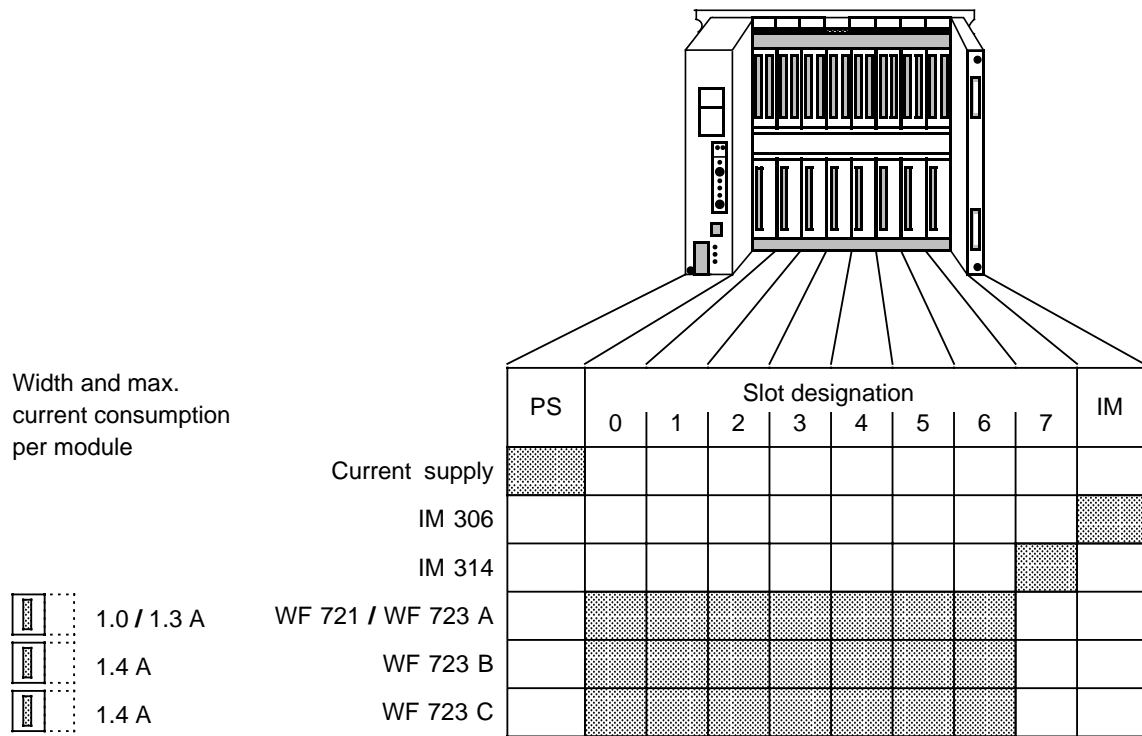 Width and max.
current consumption
per module
PS
Slot designation
IM
0 1 2 3 4 5 6 7
Current supply
IM 306
IM 314
1.0 / 1.3 A WF 721 / WF 723 A
1.4 A WF 723 B
1.4 A WF 723 C